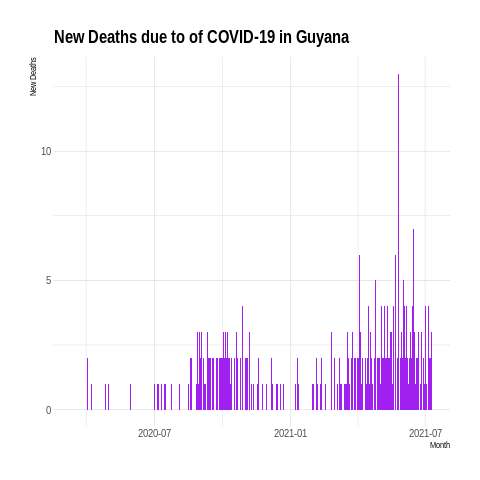 New Deaths due to of COVID-19 in Guyana
New Deaths
10
5
0
2020-07
2021-01
2021-07
Month